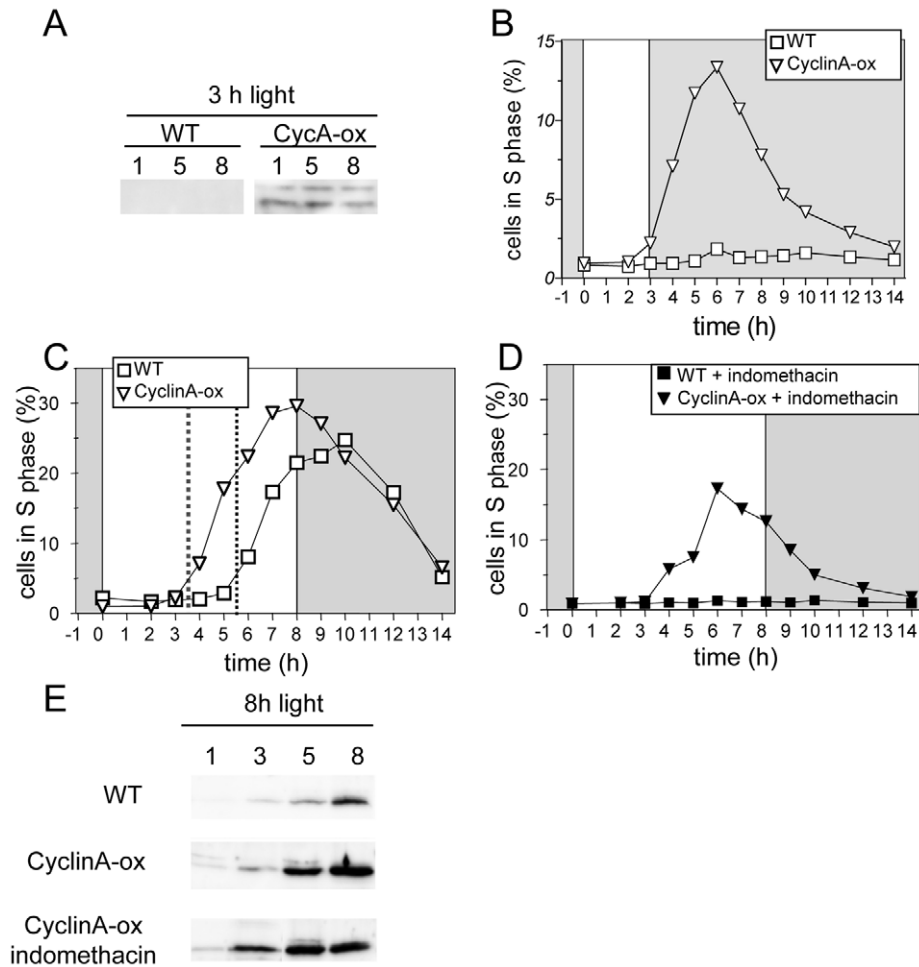 A
3 h light
WT CycA-ox
1 5 8 1 5 8
B
WT
CyclinA-ox
cells in S phase (%)
15
10
5
0
-1 0 1 2 3 4 5 6 7 8 9 10 11 12 13 14
time (h)
C
WT
CyclinA-ox
cells in S phase (%)
30
20
10
0
-1 0 1 2 3 4 5 6 7 8 9 10 11 12 13 14
time (h)
D
WT + indomethacin
CyclinA-ox + indomethacin
cells in S phase (%)
30
20
10
0
-1 0 1 2 3 4 5 6 7 8 9 10 11 12 13 14
time (h)
E
8h light
1 3 5 8
WT
CyclinA-ox
CyclinA-ox
indomethacin